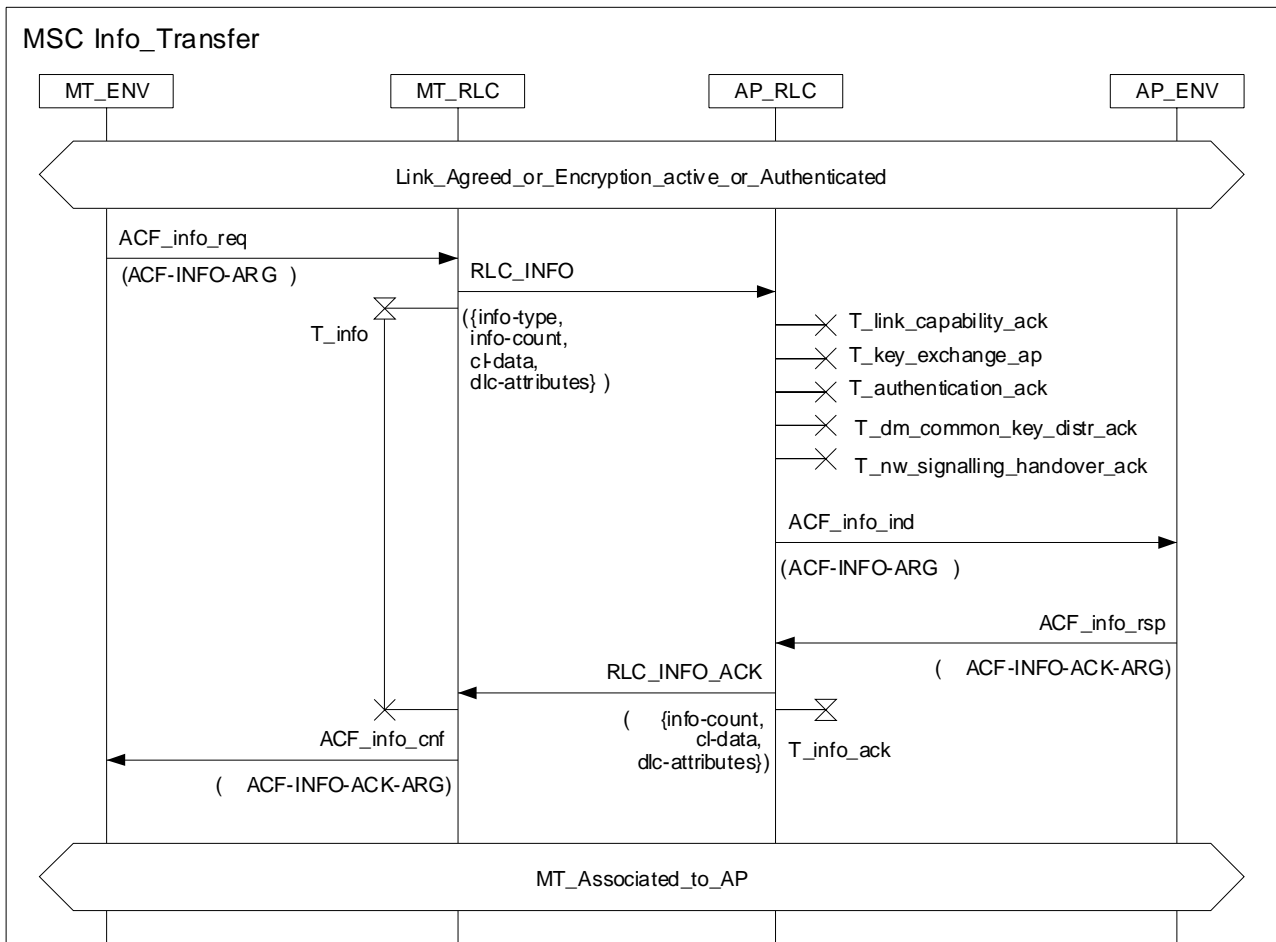 MSC Info_Transfer
MT_ENV
MT_RLC
AP_RLC
AP_ENV
Link_Agreed_or_Encryption_active_or_Authenticated
ACF_info_req
(ACF-INFO-ARG )
RLC_INFO
T_info
({info-type,
info-count,
cl-data,
dlc-attributes} )
T_link_capability_ack
T_key_exchange_ap
T_authentication_ack
T_dm_common_key_distr_ack
T_nw_signalling_handover_ack
ACF_info_ind
(ACF-INFO-ARG )
ACF_info_rsp
( ACF-INFO-ACK-ARG)
RLC_INFO_ACK
( {info-count,
cl-data,
dlc-attributes})
T_info_ack
ACF_info_cnf
( ACF-INFO-ACK-ARG)
MT_Associated_to_AP